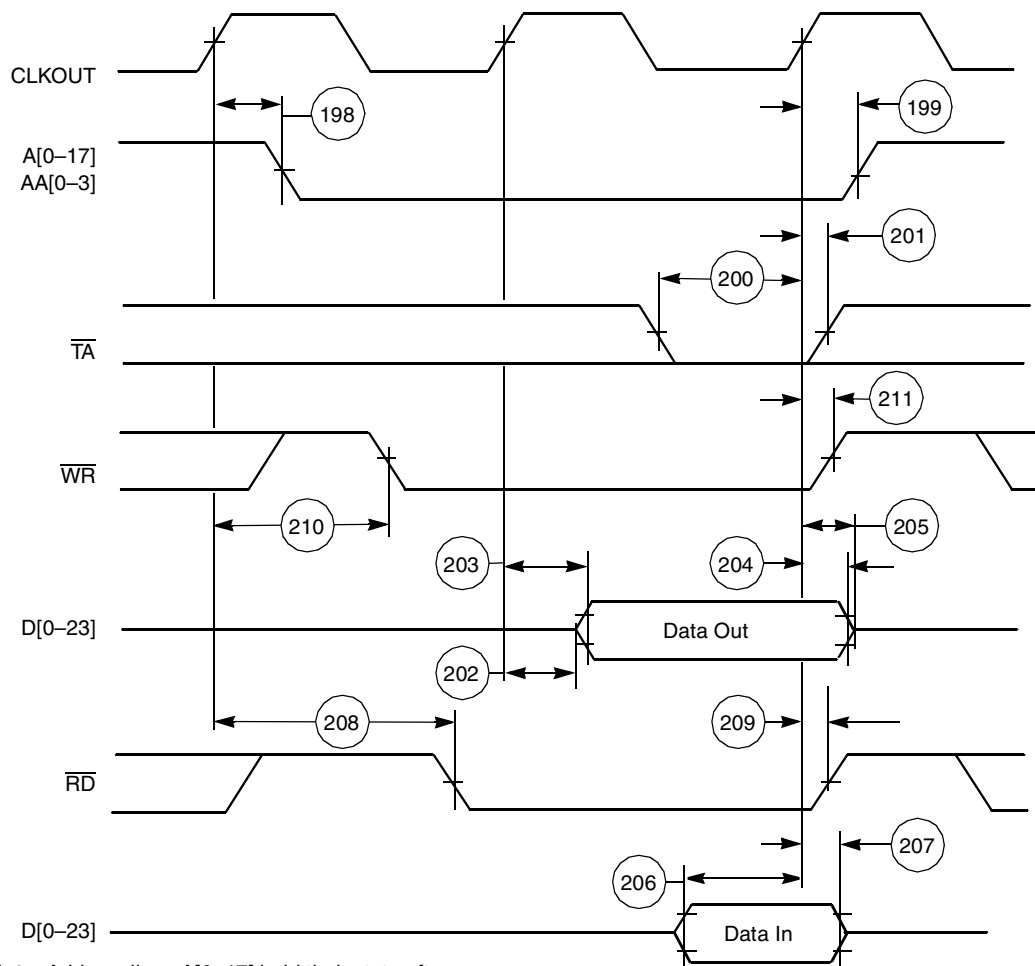 CLKOUT
198
199
A[0–17]
AA[0–3]
201
200
TA
211
WR
210
205
203
204
D[0–23]
Data Out
202
208
209
RD
207
206
D[0–23]
Data In